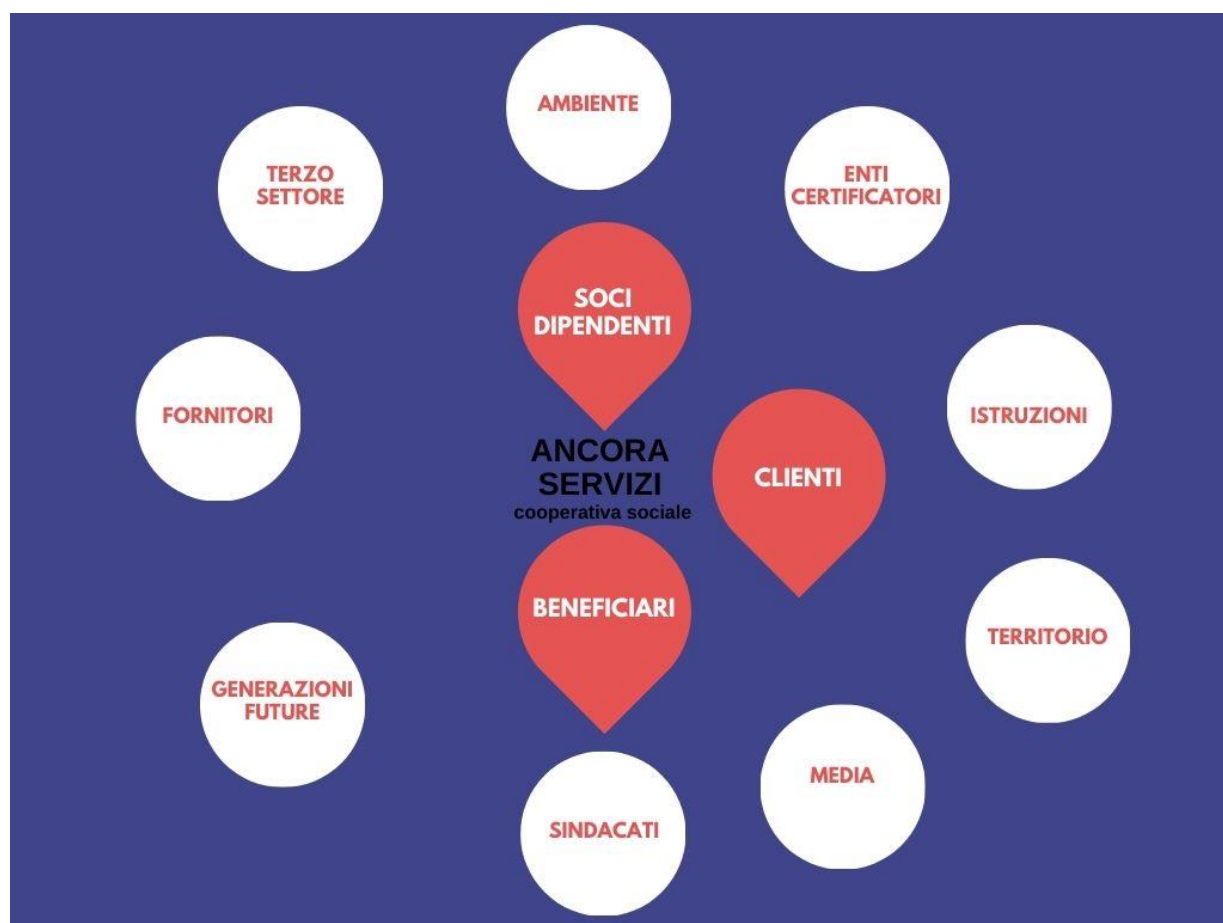 AMBIENTE
TERZO
SETTORE
ENTI
CERTIFICATORI
SOCI
DIPENDENTI
FORNITORI
ISTRUZIONI
ANCORA
SERVIZI
cooperativa sociale
CLIENTI
BENEFICIARI
TERRITORIO
GENERAZIONI
FUTURE
MEDIA
SINDACATI